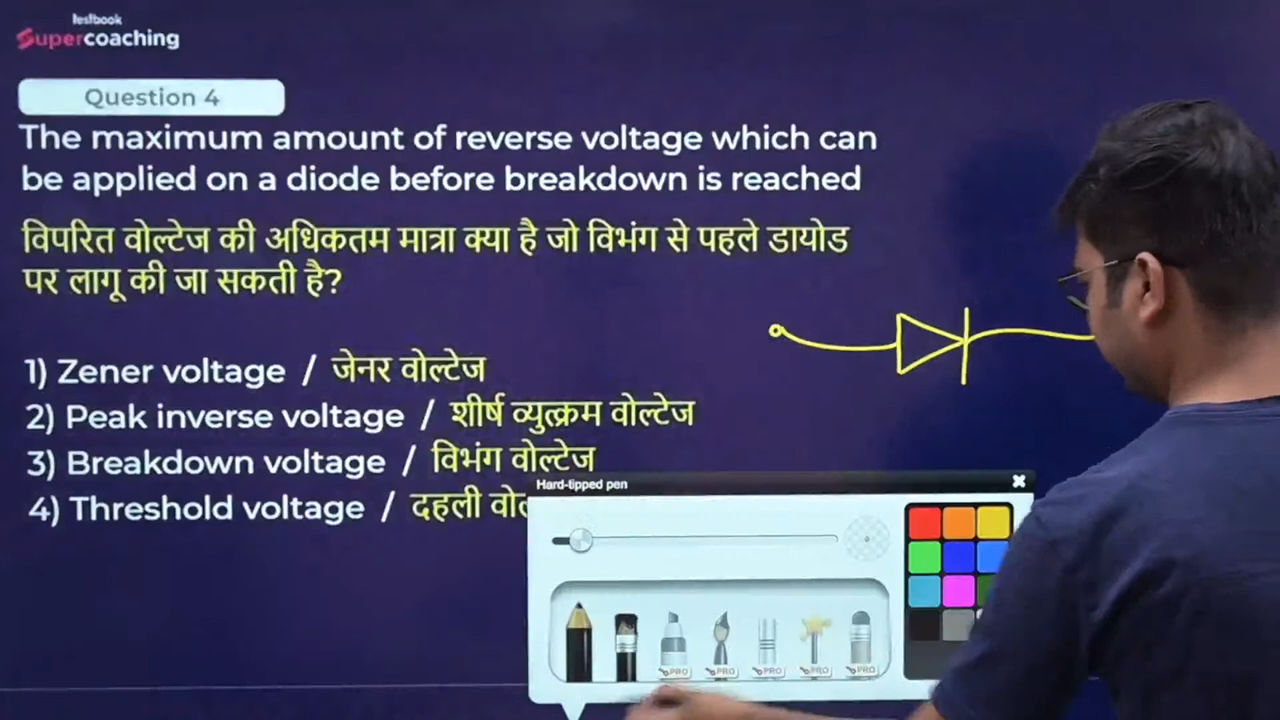 testbook
Supercoaching
Question 4
The maximum amount of reverse voltage which can
be applied on a diode before breakdown is reached
विपरित वोल्टेज की अधिकतम मात्रा क्या है जो विभंग से पहले डायोड
पर लागू की जा सकती है?
1) Zener voltage / जेनर वोल्टेज
2) Peak inverse voltage / शीर्ष व्युत्क्रम वोल्टेज
3) Breakdown voltage / विभंग वोल्टेज
4) Threshold voltage / दहली
Hard-tipped pen
PRO PRO PRO PRO PRO